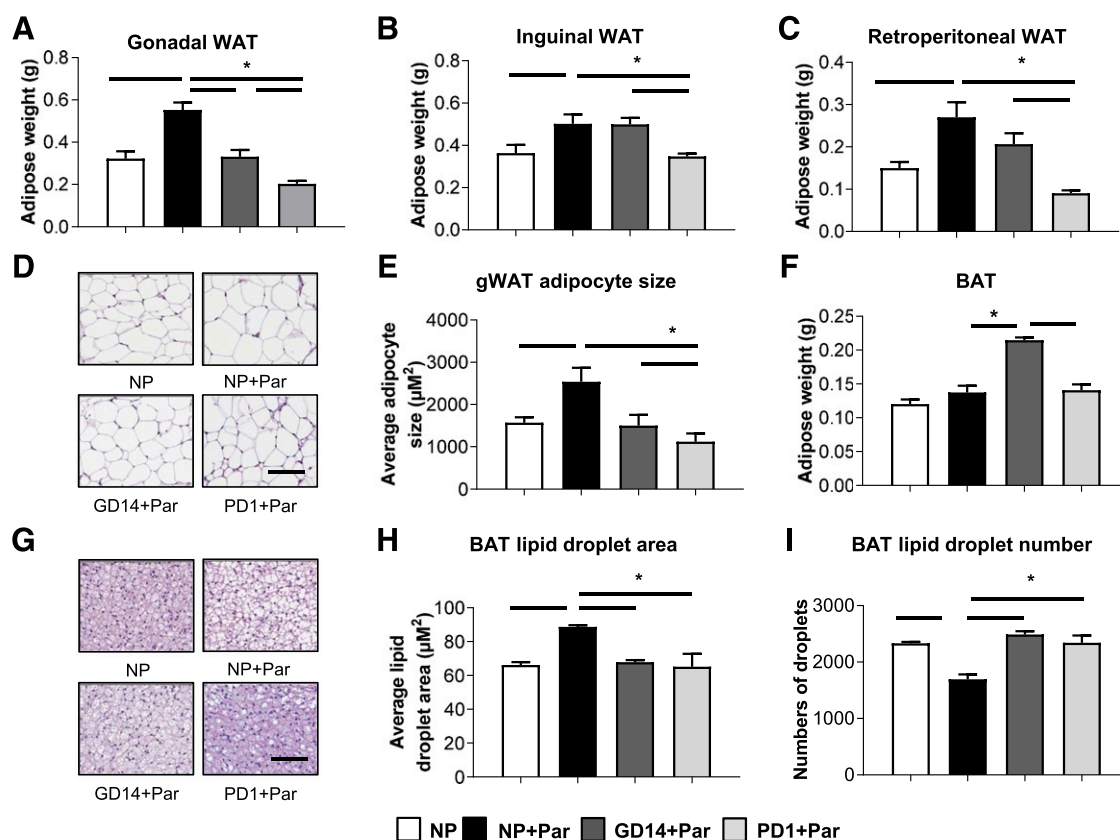 A
Gonadal WAT
*
Adipose weight (g)
0.8
0.6
0.4
0.2
0.0
B
Inguinal WAT
*
Adipose weight (g)
0.8
0.6
0.4
0.2
0.0
C
Retroperitoneal WAT
*
Adipose weight (g)
0.4
0.3
0.2
0.1
0.0
D
NP
NP+Par
GD14+Par
PD1+Par
E
gWAT adipocyte size
*
Average adipocyte
size (µM²)
4000
3000
2000
1000
0
F
BAT
*
Adipose weight (g)
0.25
0.20
0.15
0.10
0.05
0.00
G
NP
NP+Par
GD14+Par
PD1+Par
H
BAT lipid droplet area
*
Average lipid
droplet area (µM²)
100
80
60
40
20
0
I
BAT lipid droplet number
*
Numbers of droplets
3000
2000
1000
0
NP
NP+Par
GD14+Par
PD1+Par